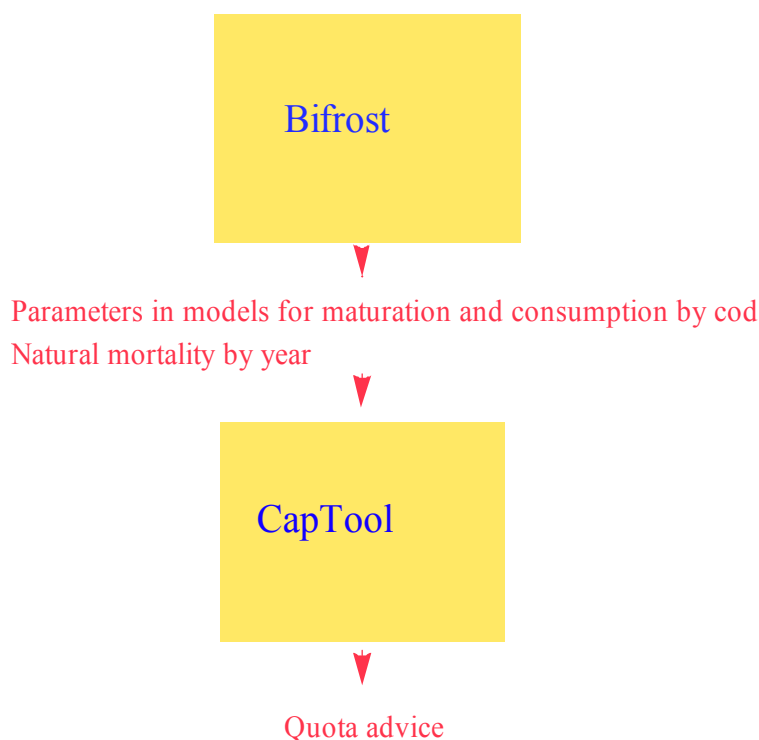 Bifrost
Parameters in models for maturation and consumption by cod
Natural mortality by year
CapTool
Quota advice